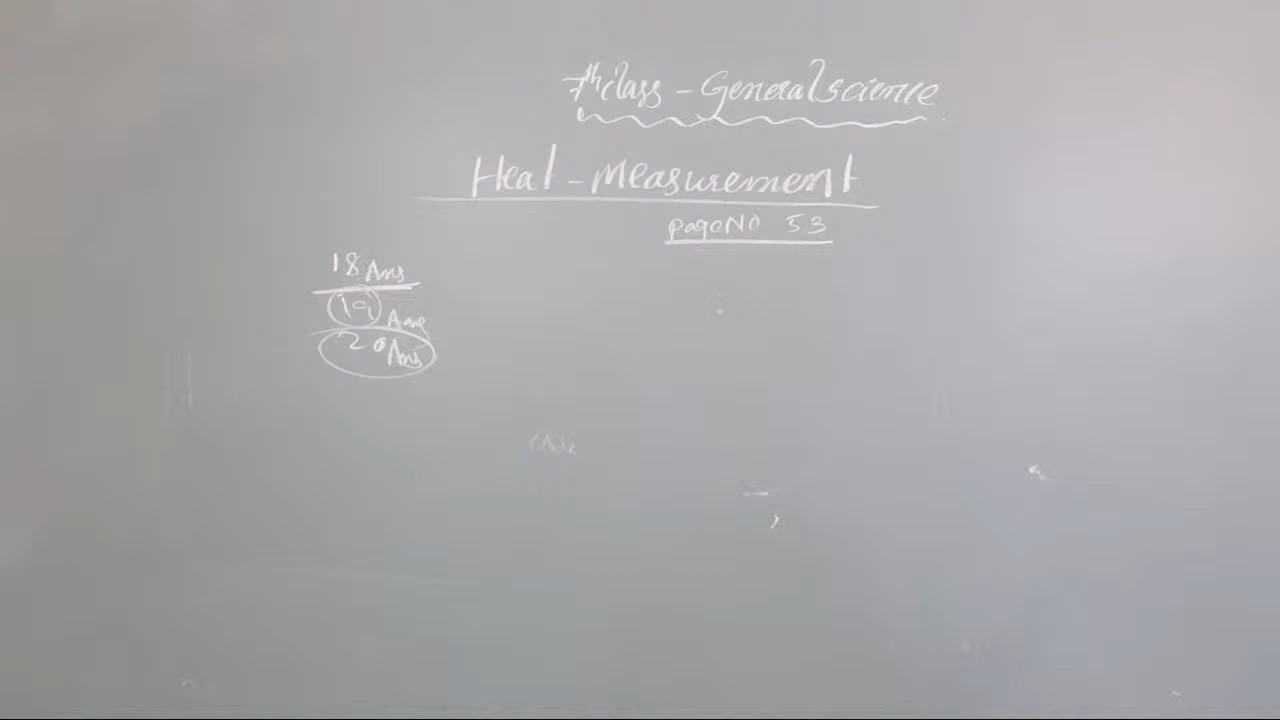 7th class - General science
Heat - Measurement
page NO 53
18 Ans
19 Ans
20 Ans